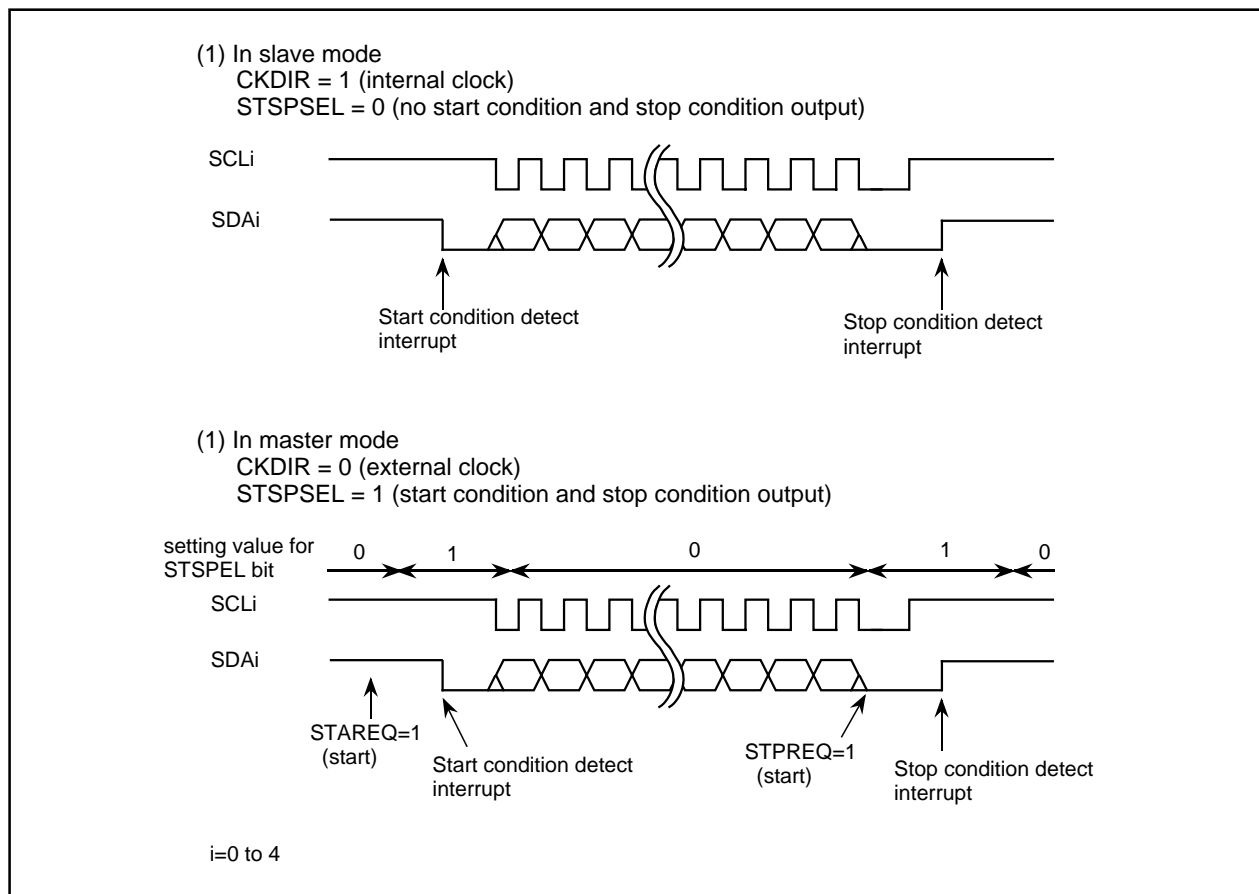 (1) In slave mode
CKDIR = 1 (internal clock)
STSPSEL = 0 (no start condition and stop condition output)
SCLi
SDAi
Start condition detect
interrupt
Stop condition detect
interrupt
(1) In master mode
CKDIR = 0 (external clock)
STSPSEL = 1 (start condition and stop condition output)
setting value for
STSPEL bit
0 1 0 1 0
SCLi
SDAi
STAREQ=1
(start)
Start condition detect
interrupt
STPREQ=1
(start)
Stop condition detect
interrupt
i=0 to 4